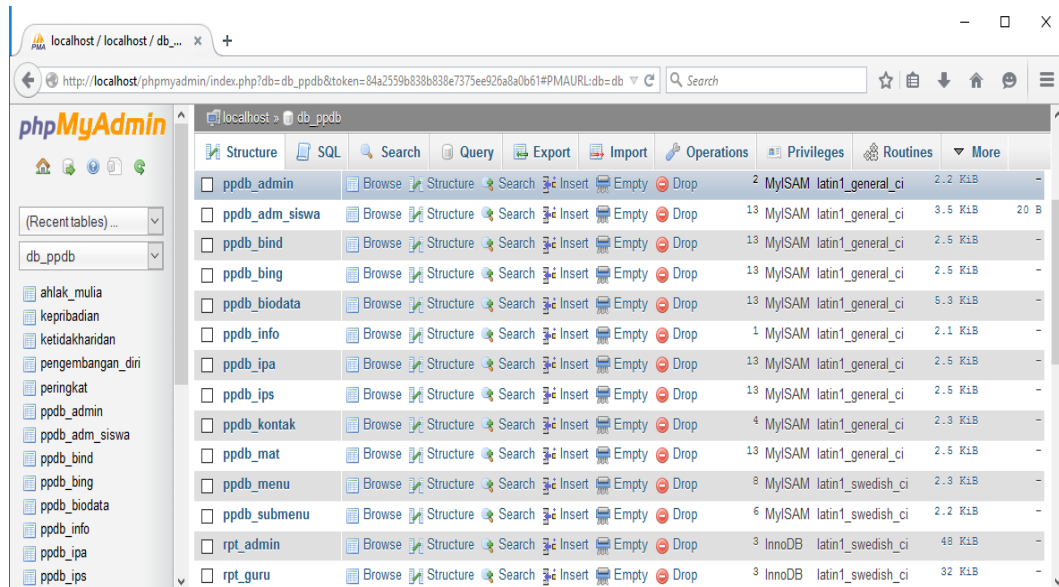 localhost / localhost / db_... × +
http://localhost/phpmyadmin/index.php?db=db_ppdb&token=84a2559b838b838e7375ee926a8a0b61#PMAURL:db=db Search
phpMyAdmin
(Recent tables) ...
db_ppdb
ahlak_mulia
kepribadian
ketidakharidan
pengembangan_diri
peringkat
ppdb_admin
ppdb_adm_siswa
ppdb_bind
ppdb_bing
ppdb_biodata
ppdb_info
ppdb_ipa
ppdb_ips
localhost » db_ppdb
Structure SQL Search Query Export Import Operations Privileges Routines More
ppdb_admin Browse Structure Search Insert Empty Drop 2 MyISAM latin1_general_ci 2.2 KiB -
ppdb_adm_siswa Browse Structure Search Insert Empty Drop 13 MyISAM latin1_general_ci 3.5 KiB 20 B
ppdb_bind Browse Structure Search Insert Empty Drop 13 MyISAM latin1_general_ci 2.5 KiB -
ppdb_bing Browse Structure Search Insert Empty Drop 13 MyISAM latin1_general_ci 2.5 KiB -
ppdb_biodata Browse Structure Search Insert Empty Drop 13 MyISAM latin1_general_ci 5.3 KiB -
ppdb_info Browse Structure Search Insert Empty Drop 1 MyISAM latin1_general_ci 2.1 KiB -
ppdb_ipa Browse Structure Search Insert Empty Drop 13 MyISAM latin1_general_ci 2.5 KiB -
ppdb_ips Browse Structure Search Insert Empty Drop 13 MyISAM latin1_general_ci 2.5 KiB -
ppdb_kontak Browse Structure Search Insert Empty Drop 4 MyISAM latin1_general_ci 2.3 KiB -
ppdb_mat Browse Structure Search Insert Empty Drop 13 MyISAM latin1_general_ci 2.5 KiB -
ppdb_menu Browse Structure Search Insert Empty Drop 8 MyISAM latin1_swedish_ci 2.3 KiB -
ppdb_submenu Browse Structure Search Insert Empty Drop 6 MyISAM latin1_swedish_ci 2.2 KiB -
rpt_admin Browse Structure Search Insert Empty Drop 3 InnoDB latin1_swedish_ci 48 KiB -
rpt_guru Browse Structure Search Insert Empty Drop 3 InnoDB latin1_swedish_ci 32 KiB -